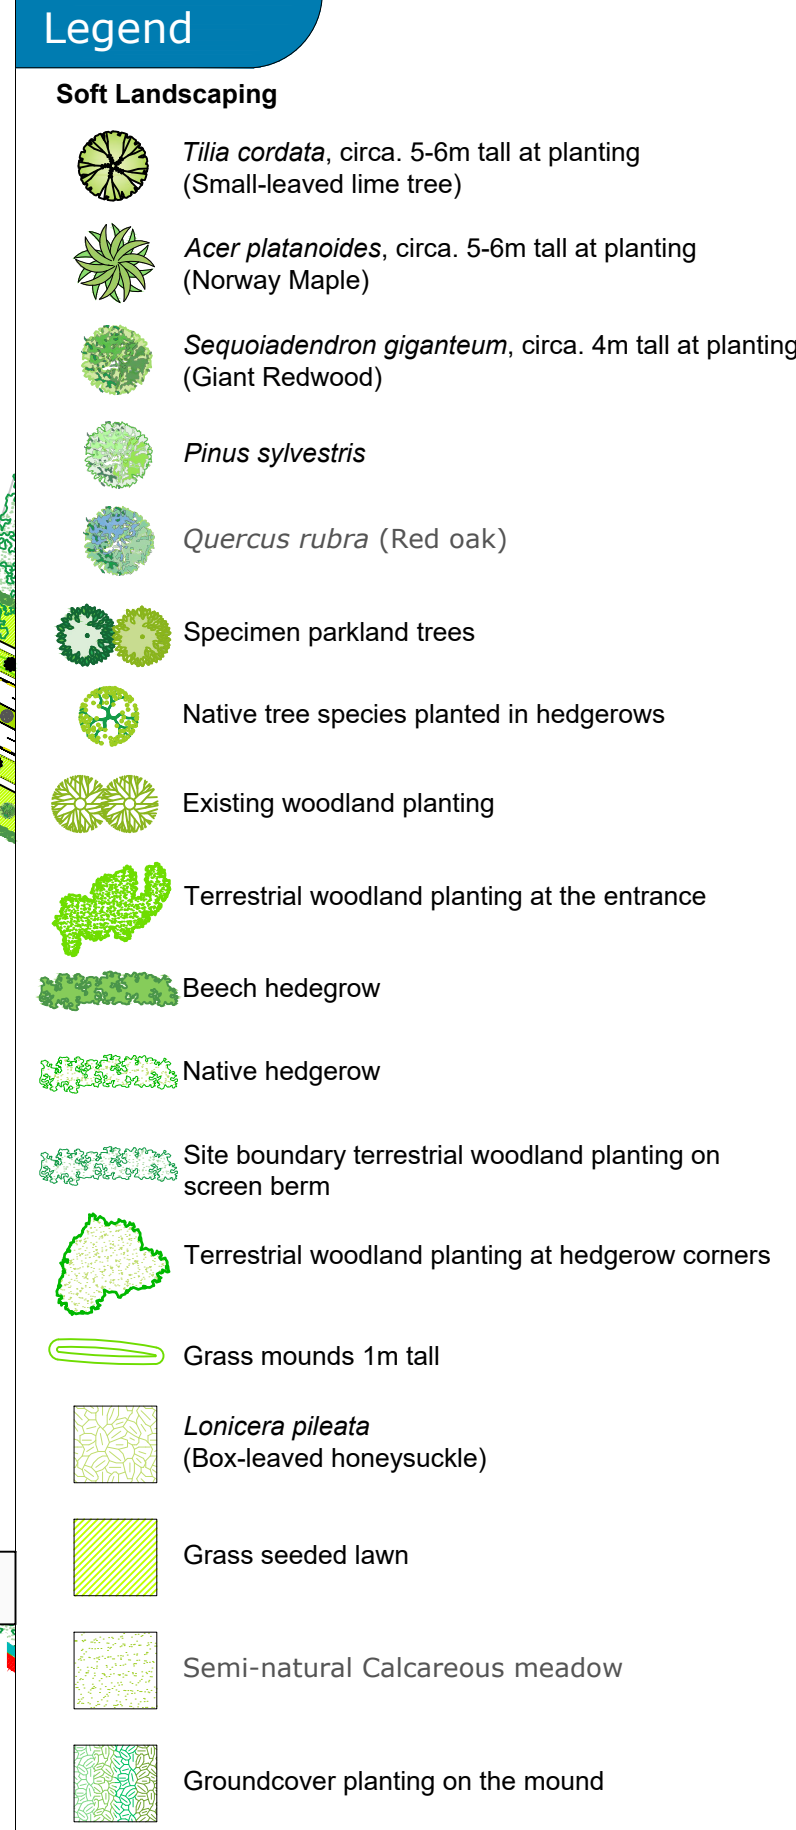 Legend
Soft Landscaping
Tilia cordata, circa. 5-6m tall at planting
(Small-leaved lime tree)
Acer platanoides, circa. 5-6m tall at planting
(Norway Maple)
Sequoiadendron giganteum, circa. 4m tall at planting
(Giant Redwood)
Pinus sylvestris
Quercus rubra (Red oak)
Specimen parkland trees
Native tree species planted in hedgerows
Existing woodland planting
Terrestrial woodland planting at the entrance
Beech hedegrow
Native hedgerow
Site boundary terrestrial woodland planting on
screen berm
Terrestrial woodland planting at hedgerow corners
Grass mounds 1m tall
Lonicera pileata
(Box-leaved honeysuckle)
Grass seeded lawn
Semi-natural Calcareous meadow
Groundcover planting on the mound